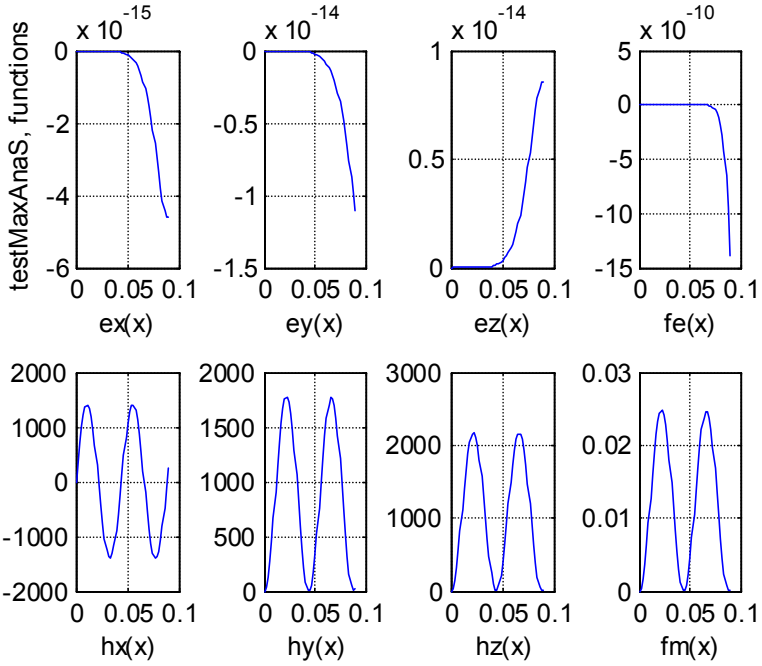 x 10^-15
x 10^-14
x 10^-14
x 10^-10
testMaxAnaS, functions
0
-2
-4
-6
0 0.05 0.1
ex(x)
0
-0.5
-1
-1.5
0 0.05 0.1
ey(x)
1
0.5
0
0 0.05 0.1
ez(x)
5
0
-5
-10
-15
0 0.05 0.1
fe(x)
2000
1000
0
-1000
-2000
0 0.05 0.1
hx(x)
2000
1500
1000
500
0
0 0.05 0.1
hy(x)
3000
2000
1000
0
0 0.05 0.1
hz(x)
0.03
0.02
0.01
0
0 0.05 0.1
fm(x)